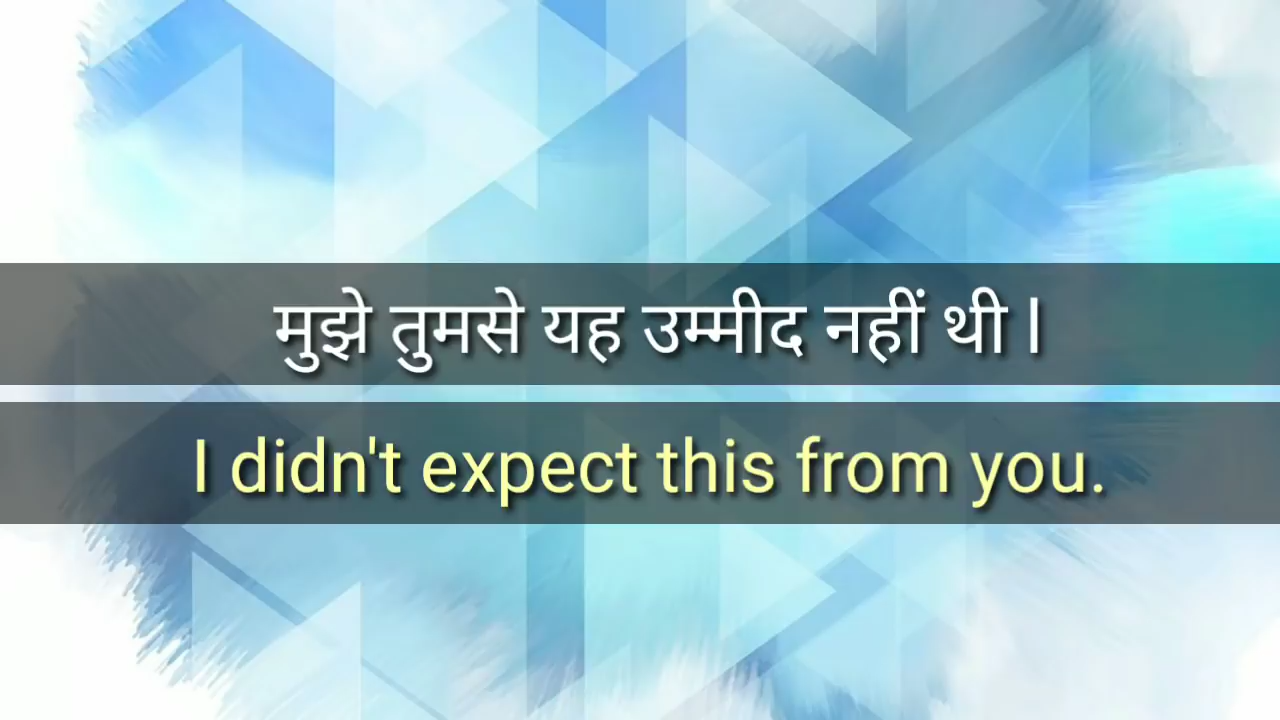 मुझे तुमसे यह उम्मीद नहीं थी l
I didn't expect this from you.